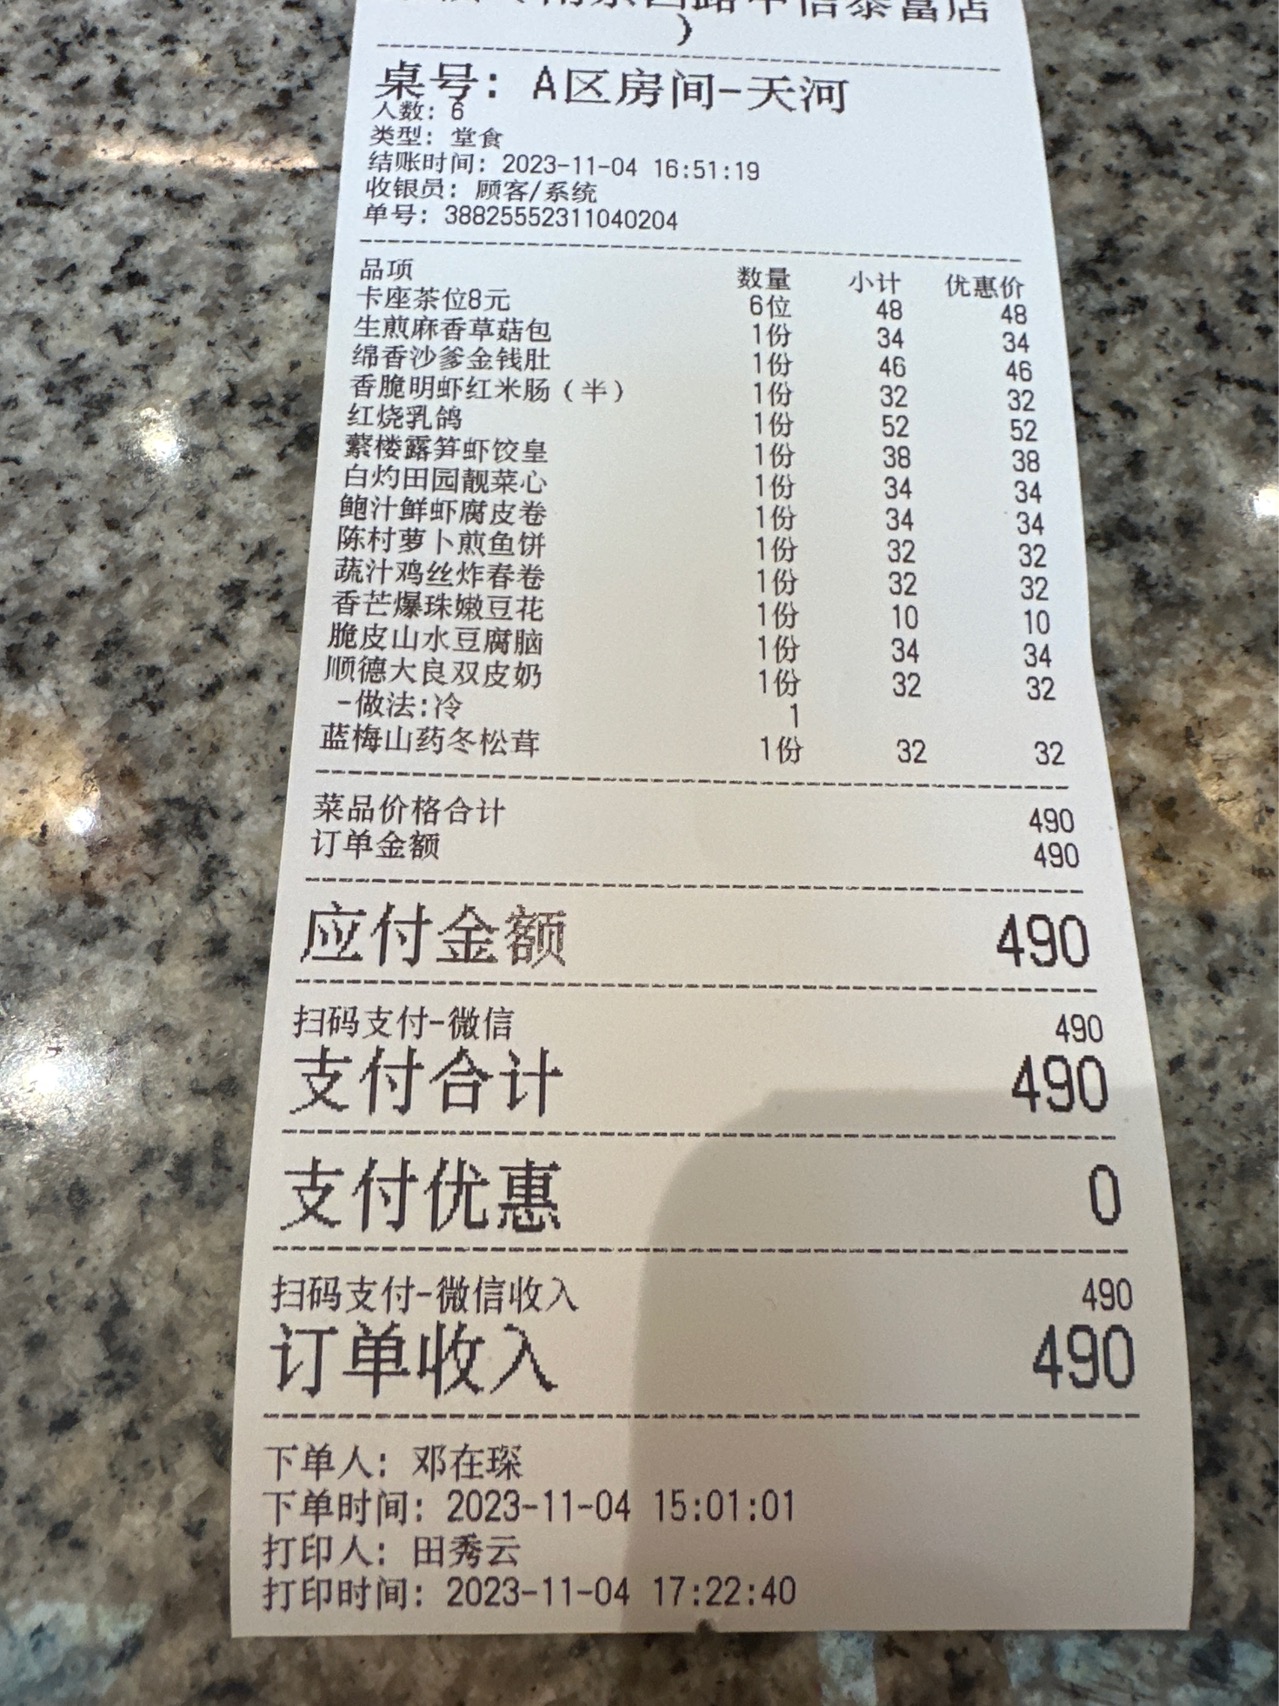 南京西路中信泰富店
)
桌号: A区房间-天河
人数: 6
类型: 堂食
结账时间: 2023-11-04 16:51:19
收银员: 顾客/系统
单号: 38825552311040204
品项 数量 小计 优惠价
卡座茶位8元 6位 48 48
生煎麻香草菇包 1份 34 34
绵香沙爹金钱肚 1份 46 46
香脆明虾红米肠(半) 1份 32 32
红烧乳鸽 1份 52 52
蘩楼露笋虾饺皇 1份 38 38
白灼田园靓菜心 1份 34 34
鲍汁鲜虾腐皮卷 1份 34 34
陈村萝卜煎鱼饼 1份 32 32
蔬汁鸡丝炸春卷 1份 32 32
香芒爆珠嫩豆花 1份 10 10
脆皮山水豆腐脑 1份 34 34
顺德大良双皮奶 1份 32 32
-做法:冷 1
蓝梅山药冬松茸 1份 32 32
菜品价格合计 490
订单金额 490
应付金额 490
扫码支付-微信 490
支付合计 490
支付优惠 0
扫码支付-微信收入 490
订单收入 490
下单人: 邓在琛
下单时间: 2023-11-04 15:01:01
打印人: 田秀云
打印时间: 2023-11-04 17:22:40